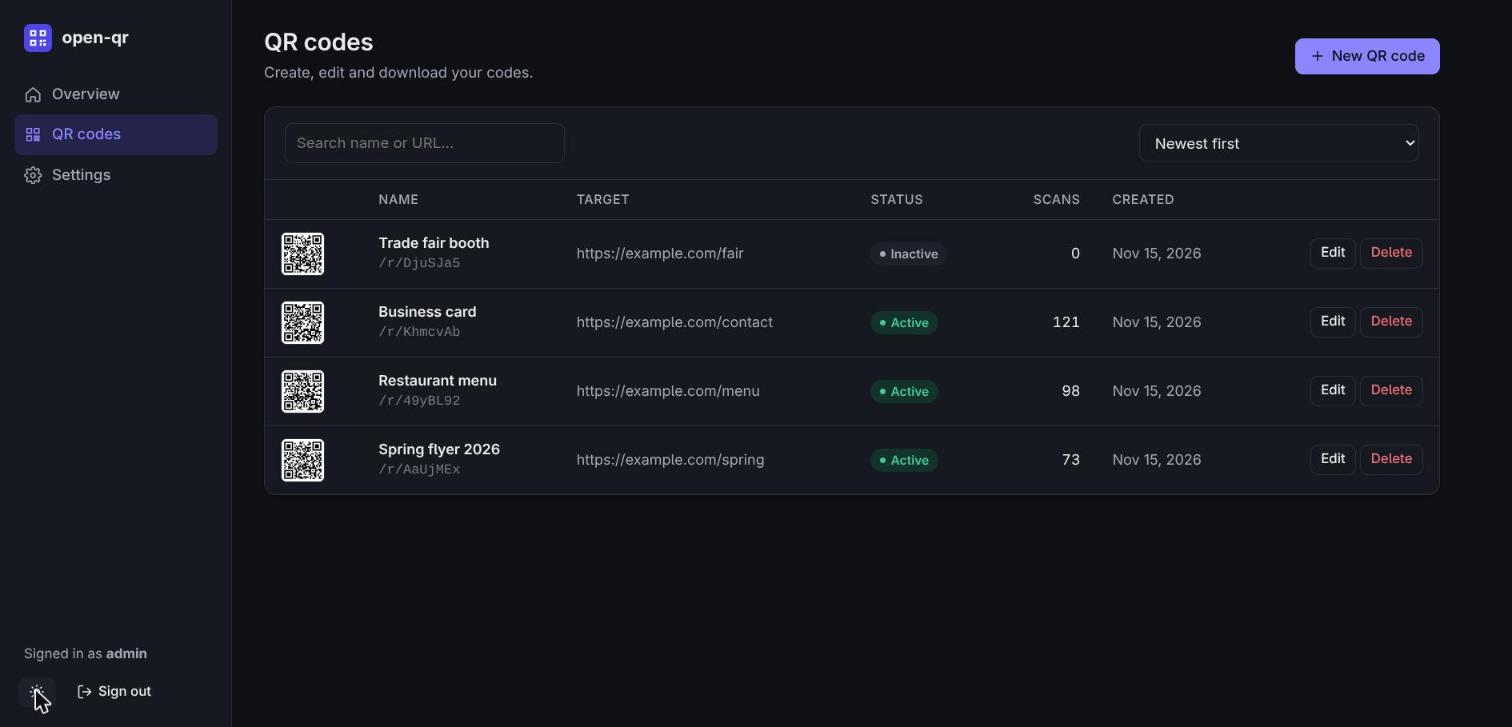 open-qr
Overview
QR codes
Settings
Signed in as admin
Sign out
QR codes
Create, edit and download your codes.
+ New QR code
Search name or URL...
Newest first
NAME TARGET STATUS SCANS CREATED
Trade fair booth
/r/DjuSJa5
https://example.com/fair Inactive 0 Nov 15, 2026 Edit Delete
Business card
/r/KhmcvAb
https://example.com/contact Active 121 Nov 15, 2026 Edit Delete
Restaurant menu
/r/49yBL92
https://example.com/menu Active 98 Nov 15, 2026 Edit Delete
Spring flyer 2026
/r/AaUjMEx
https://example.com/spring Active 73 Nov 15, 2026 Edit Delete